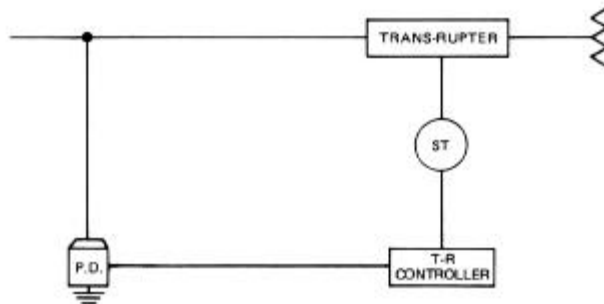 TRANS-RUPTER
ST
P.D.
T-R
CONTROLLER